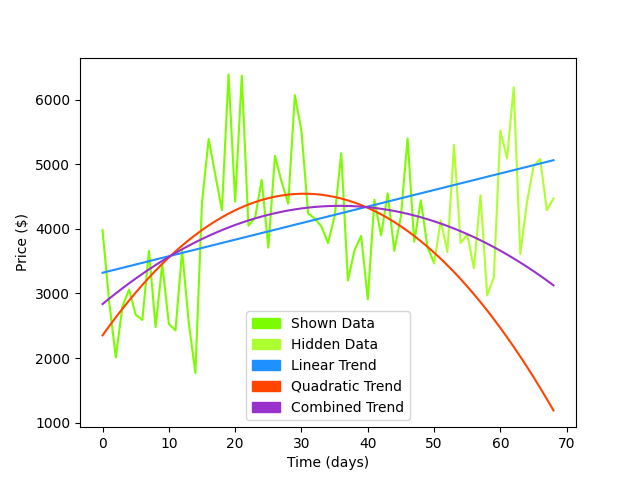 6000
5000
4000
3000
2000
1000
Price ($)
Shown Data
Hidden Data
Linear Trend
Quadratic Trend
Combined Trend
0 10 20 30 40 50 60 70
Time (days)